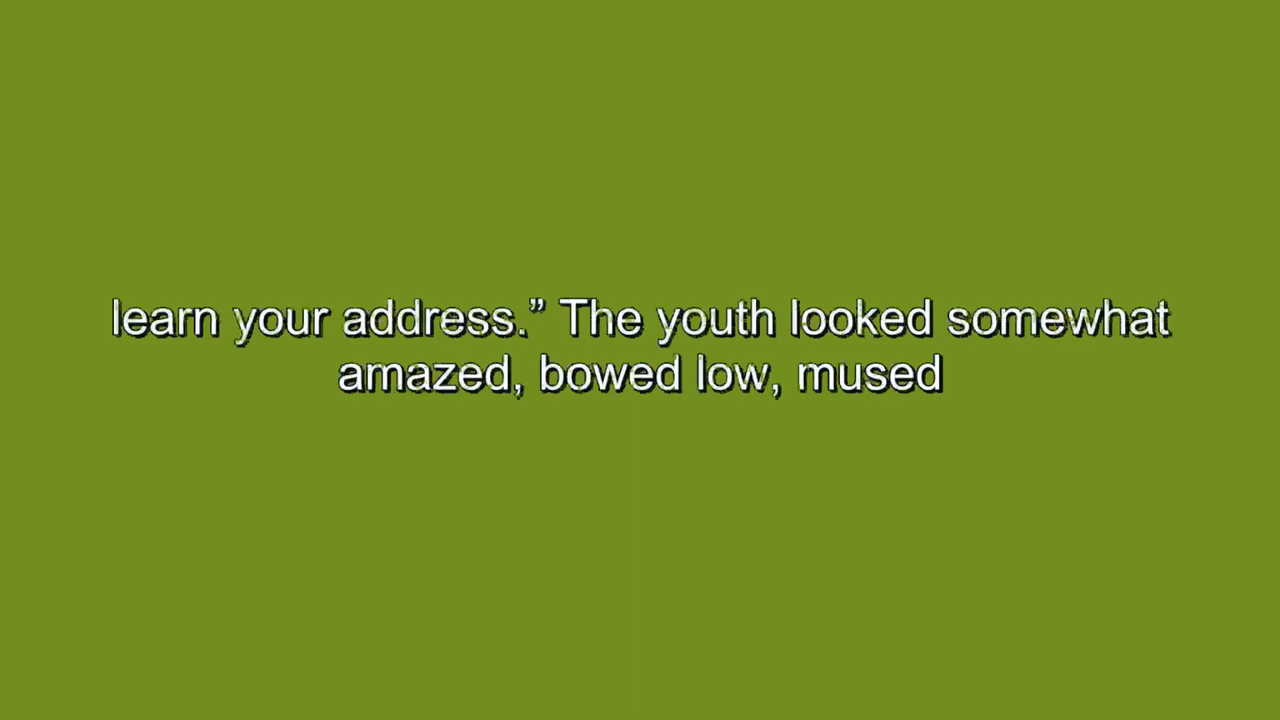 learn your address.” The youth looked somewhat
amazed, bowed low, mused